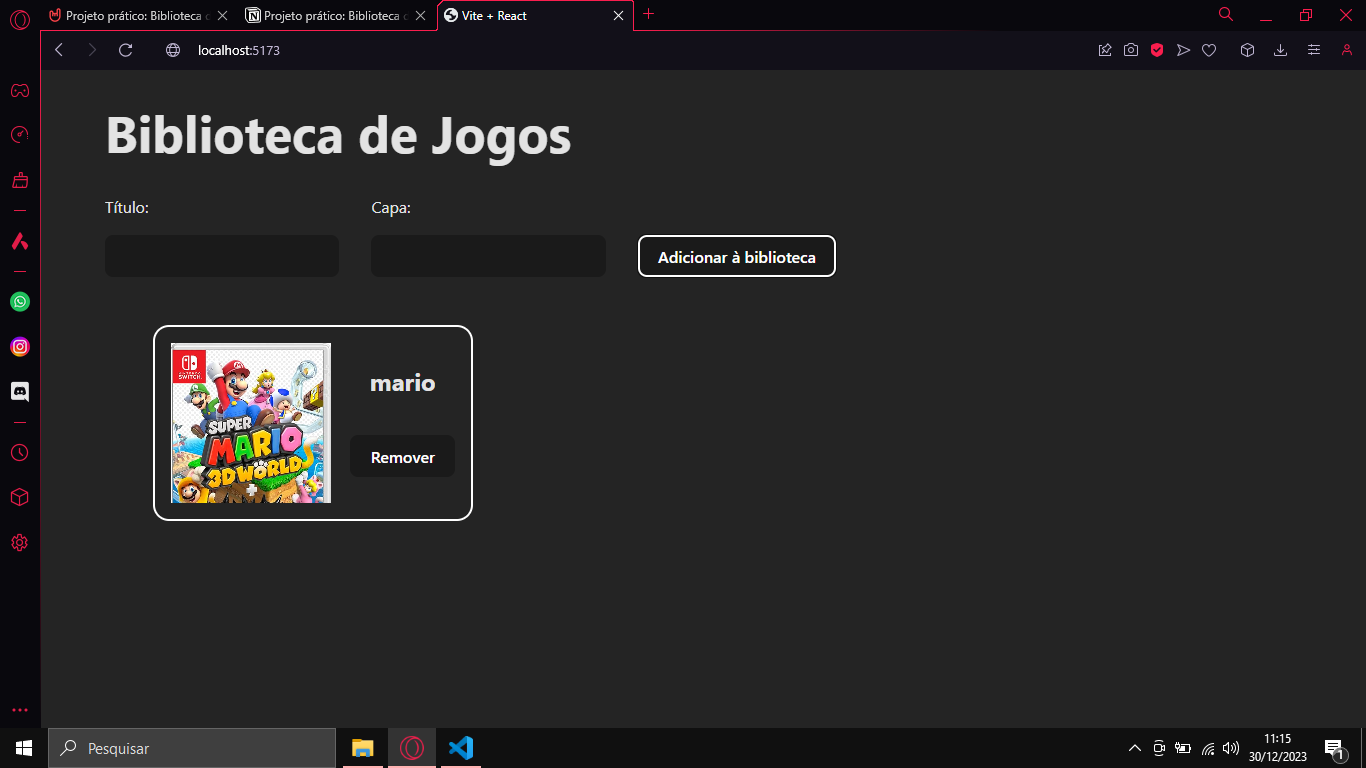 Projeto prático: Biblioteca d
Projeto prático: Biblioteca d
Vite + React
localhost:5173
Biblioteca de Jogos
Título:
Capa:
Adicionar à biblioteca
SWITCH
SUPER
MARIO
3D WORLD
+
mario
Remover
Pesquisar
11:15
30/12/2023
1